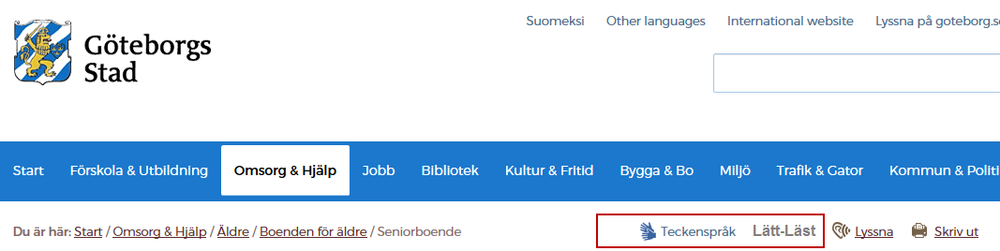 Suomeksi Other languages International website Lyssna på goteborg.se
Göteborgs
Stad
Start Förskola & Utbildning Omsorg & Hjälp Jobb Bibliotek Kultur & Fritid Bygga & Bo Miljö Trafik & Gator Kommun & Politi
Du är här: Start / Omsorg & Hjälp / Äldre / Boenden för äldre / Seniorboende Teckenspråk Lätt-Läst Lyssna Skriv ut